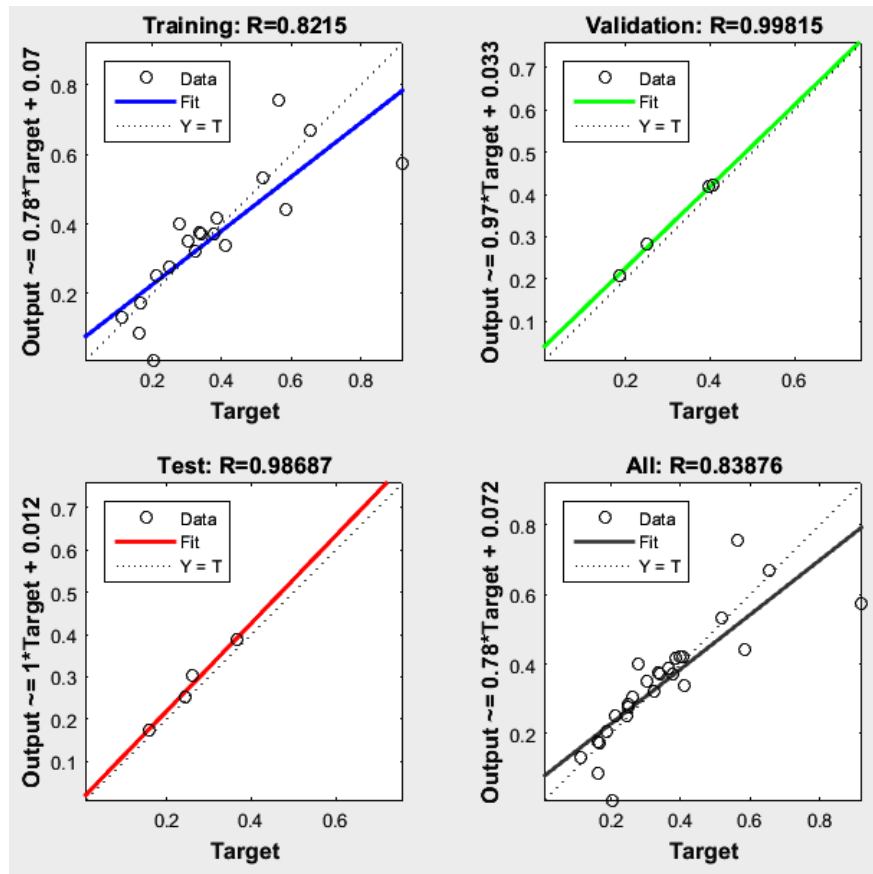 Training: R=0.8215
Output ~= 0.78*Target + 0.07
0.8
0.6
0.4
0.2
Data
Fit
Y = T
0.2 0.4 0.6 0.8
Target
Validation: R=0.99815
Output ~= 0.97*Target + 0.033
0.7
0.6
0.5
0.4
0.3
0.2
0.1
Data
Fit
Y = T
0.2 0.4 0.6
Target
Test: R=0.98687
Output ~= 1*Target + 0.012
0.7
0.6
0.5
0.4
0.3
0.2
0.1
Data
Fit
Y = T
0.2 0.4 0.6
Target
All: R=0.83876
Output ~= 0.78*Target + 0.072
0.8
0.6
0.4
0.2
Data
Fit
Y = T
0.2 0.4 0.6 0.8
Target